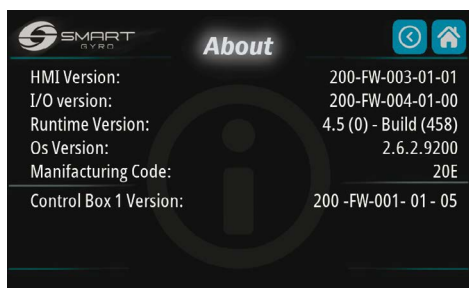 SMART
GYRO
About
HMI Version: 200-FW-003-01-01
I/O version: 200-FW-004-01-00
Runtime Version: 4.5 (0) - Build (458)
Os Version: 2.6.2.9200
Manifacturing Code: 20E
Control Box 1 Version: 200 -FW-001- 01 - 05